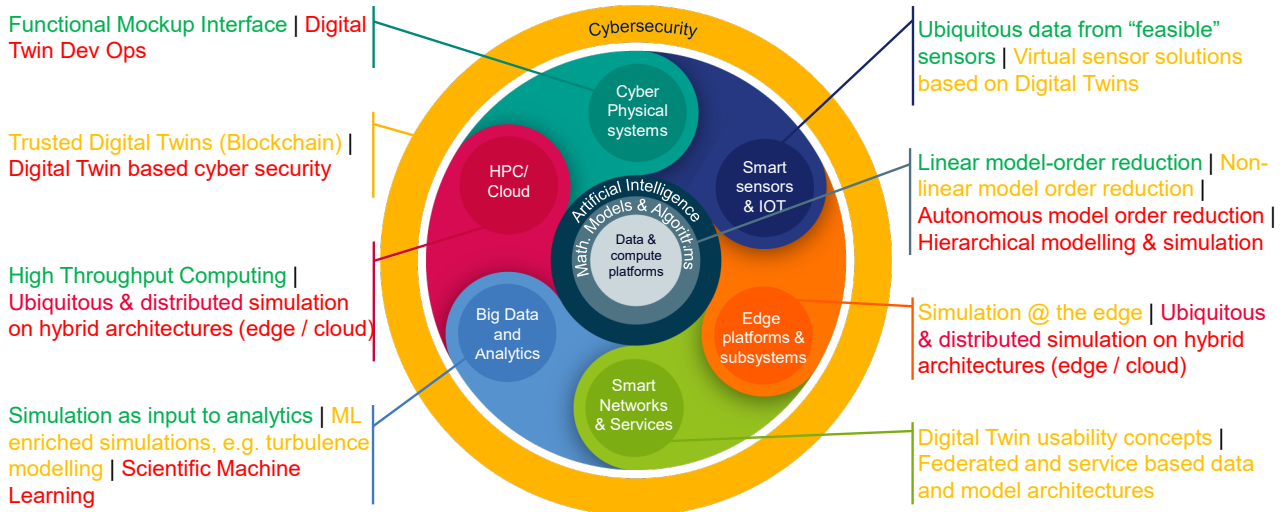 Functional Mockup Interface | Digital
Twin Dev Ops
Trusted Digital Twins (Blockchain) |
Digital Twin based cyber security
High Throughput Computing |
Ubiquitous & distributed simulation
on hybrid architectures (edge / cloud)
Simulation as input to analytics | ML
enriched simulations, e.g. turbulence
modelling | Scientific Machine
Learning
Cybersecurity
Cyber
Physical
systems
HPC/
Cloud
Smart
sensors
& IOT
Artificial Intelligence
Math. Models & Algorithms
Data &
compute
platforms
Big Data
and
Analytics
Edge
platforms &
subsystems
Smart
Networks
& Services
Ubiquitous data from “feasible”
sensors | Virtual sensor solutions
based on Digital Twins
Linear model-order reduction | Non-
linear model order reduction |
Autonomous model order reduction |
Hierarchical modelling & simulation
Simulation @ the edge | Ubiquitous
& distributed simulation on hybrid
architectures (edge / cloud)
Digital Twin usability concepts |
Federated and service based data
and model architectures